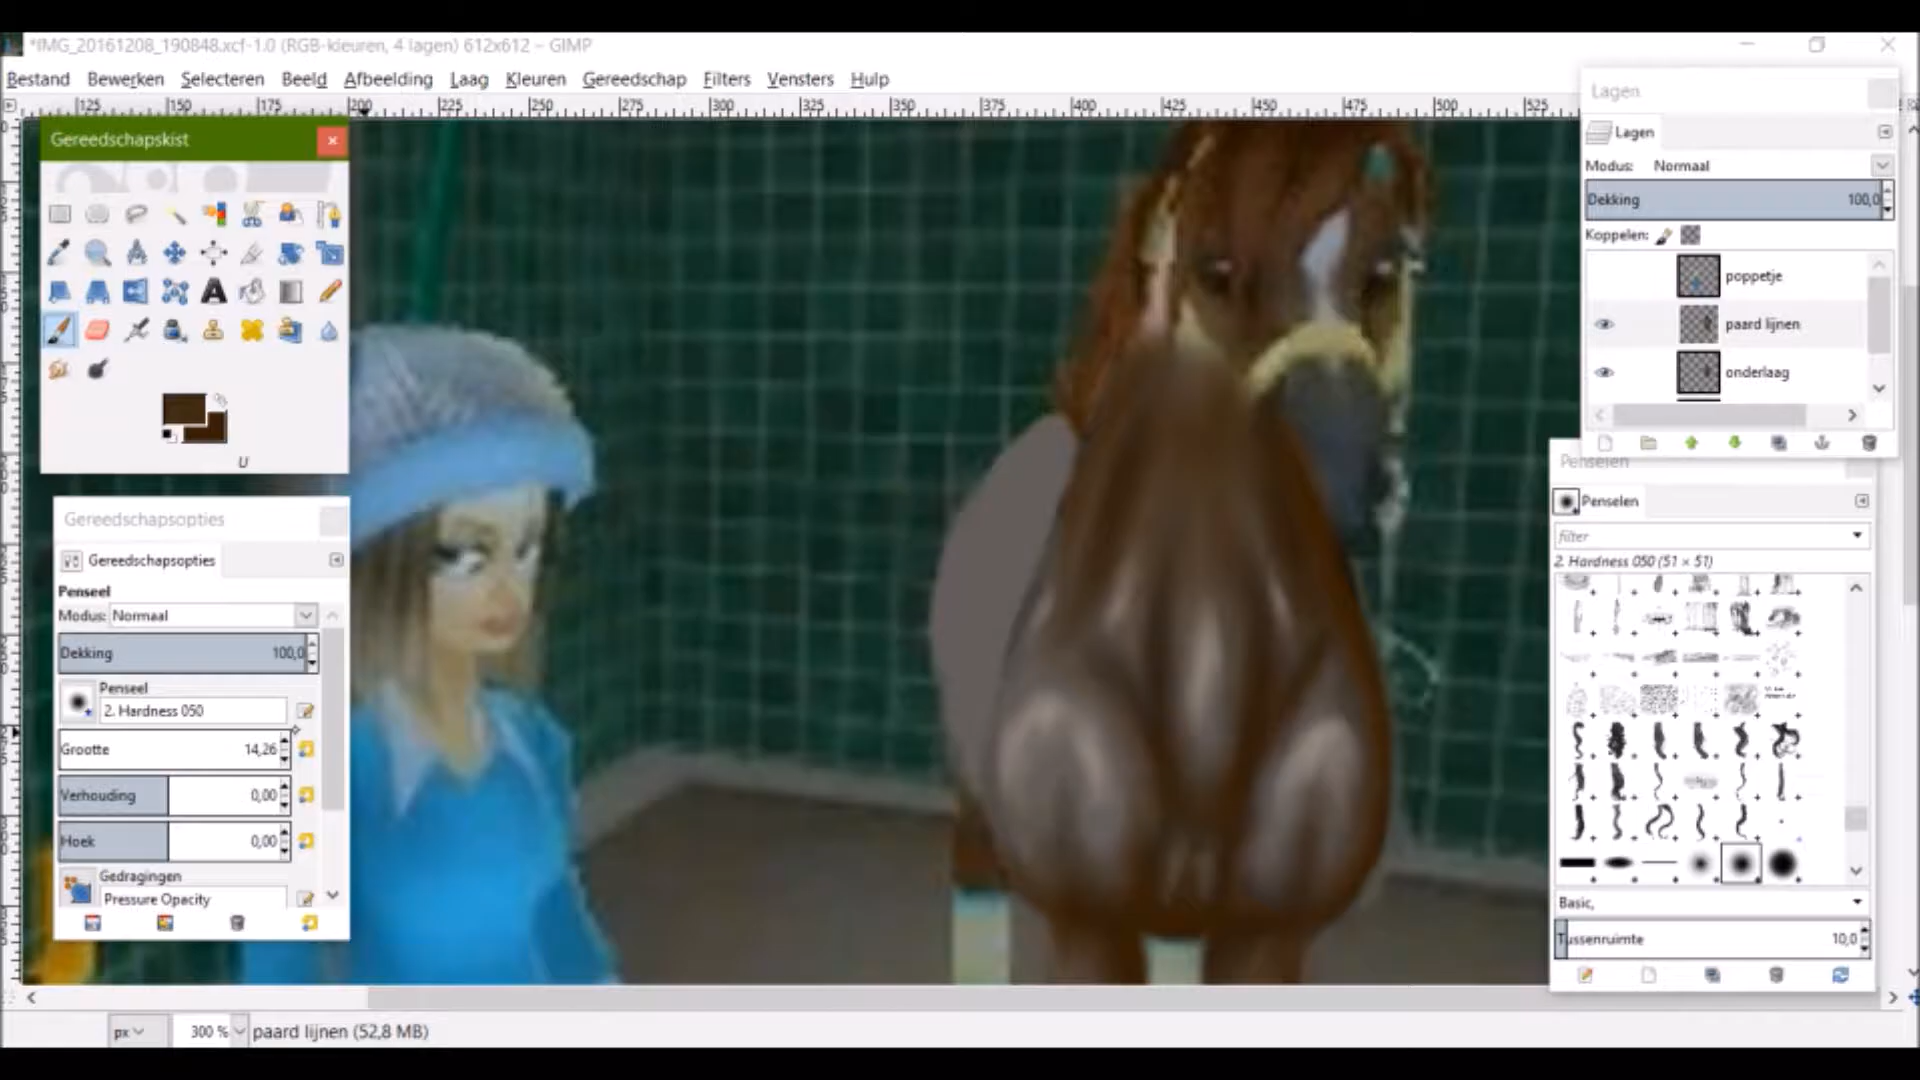 *IMG_20161208_190848.xcf-1.0 (RGB-kleuren, 4 lagen) 612x612 – GIMP
Bestand Bewerken Selecteren Beeld Afbeelding Laag Kleuren Gereedschap Filters Vensters Hulp
125 150 175 200 225 250 275 300 325 350 375 400 425 450 475 500 525
Gereedschapskist
Gereedschapsopties
Gereedschapsopties
Penseel
Modus: Normaal
Dekking 100,0
Penseel
2. Hardness 050
Grootte 14,26
Verhouding 0,00
Hoek 0,00
Gedragingen
Pressure Opacity
Lagen
Lagen
Modus: Normaal
Dekking 100,0
Koppelen:
poppetje
paard lijnen
onderlaag
Penselen
Penselen
filter
2. Hardness 050 (51 × 51)
Basic,
Tussenruimte 10,0
px 300 % paard lijnen (52,8 MB)